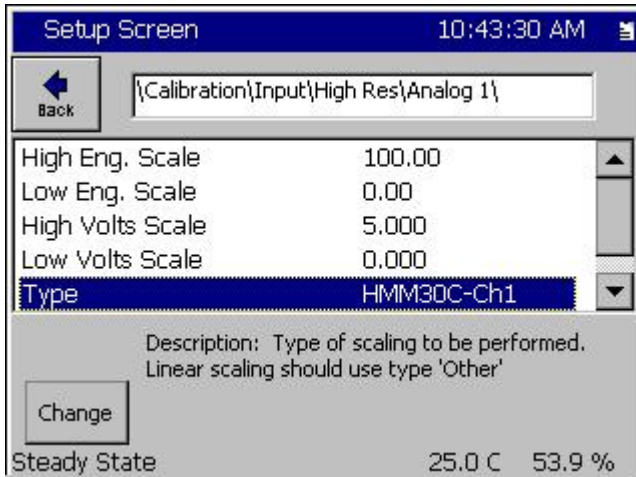 Setup Screen 10:43:30 AM
Back
\Calibration\Input\High Res\Analog 1\
High Eng. Scale 100.00
Low Eng. Scale 0.00
High Volts Scale 5.000
Low Volts Scale 0.000
Type HMM30C-Ch1
Description: Type of scaling to be performed.
Linear scaling should use type 'Other'
Change
Steady State 25.0 C 53.9 %